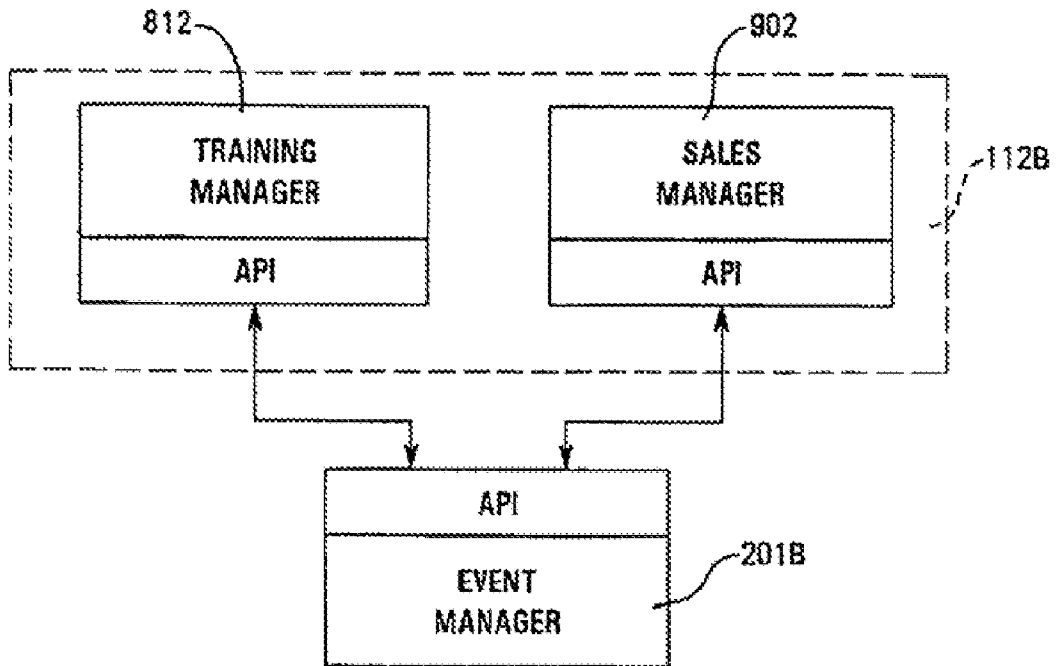 812
902
TRAINING
MANAGER
API
SALES
MANAGER
API
112B
API
EVENT
MANAGER
201B